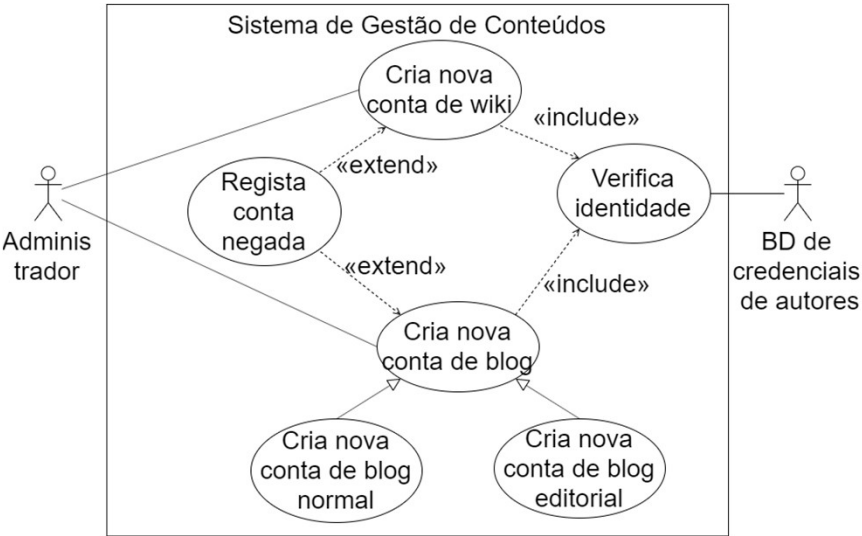 Sistema de Gestão de Conteúdos
Cria nova
conta de wiki
«include»
«extend»
Regista
conta
negada
Verifica
identidade
Adminis
trador
BD de
credenciais
de autores
«extend»
«include»
Cria nova
conta de blog
Cria nova
conta de blog
normal
Cria nova
conta de blog
editorial